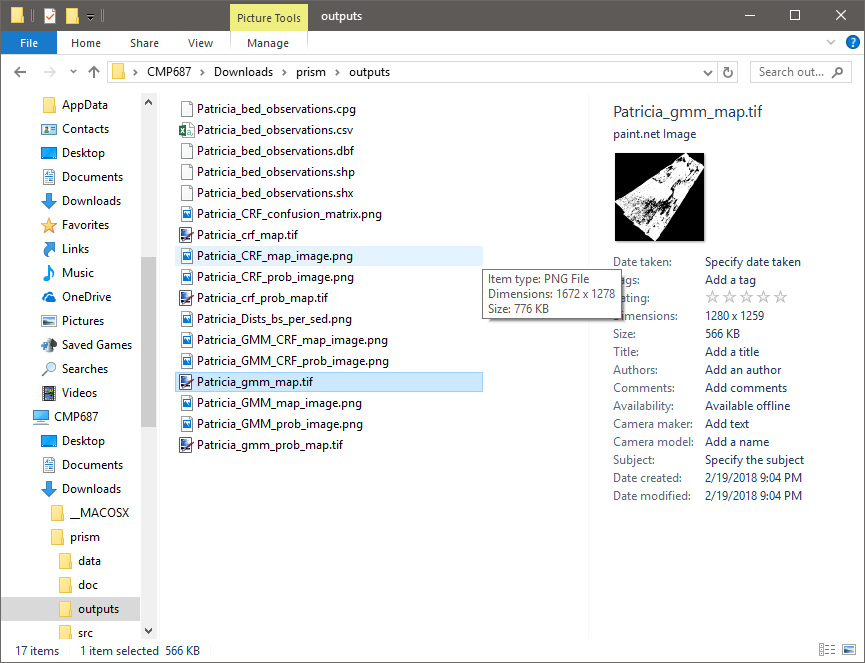 Picture Tools outputs
File Home Share View Manage
CMP687 Downloads prism outputs Search out...
AppData
Contacts
Desktop
Documents
Downloads
Favorites
Links
Music
OneDrive
Pictures
Saved Games
Searches
Videos
CMP687
Desktop
Documents
Downloads
__MACOSX
prism
data
doc
outputs
src
Patricia_bed_observations.cpg
Patricia_bed_observations.csv
Patricia_bed_observations.dbf
Patricia_bed_observations.shp
Patricia_bed_observations.shx
Patricia_CRF_confusion_matrix.png
Patricia_crf_map.tif
Patricia_CRF_map_image.png
Patricia_CRF_prob_image.png
Patricia_crf_prob_map.tif
Patricia_Dists_bs_per_sed.png
Patricia_GMM_CRF_map_image.png
Patricia_GMM_CRF_prob_image.png
Patricia_gmm_map.tif
Patricia_GMM_map_image.png
Patricia_GMM_prob_image.png
Patricia_gmm_prob_map.tif
Item type: PNG File
Dimensions: 1672 x 1278
Size: 776 KB
Patricia_gmm_map.tif
paint.net Image
Date taken: Specify date taken
ags: Add a tag
ating:
mensions: 1280 x 1259
Size: 566 KB
Title: Add a title
Authors: Add an author
Comments: Add comments
Availability: Available offline
Camera maker: Add text
Camera model: Add a name
Subject: Specify the subject
Date created: 2/19/2018 9:04 PM
Date modified: 2/19/2018 9:04 PM
17 items 1 item selected 566 KB